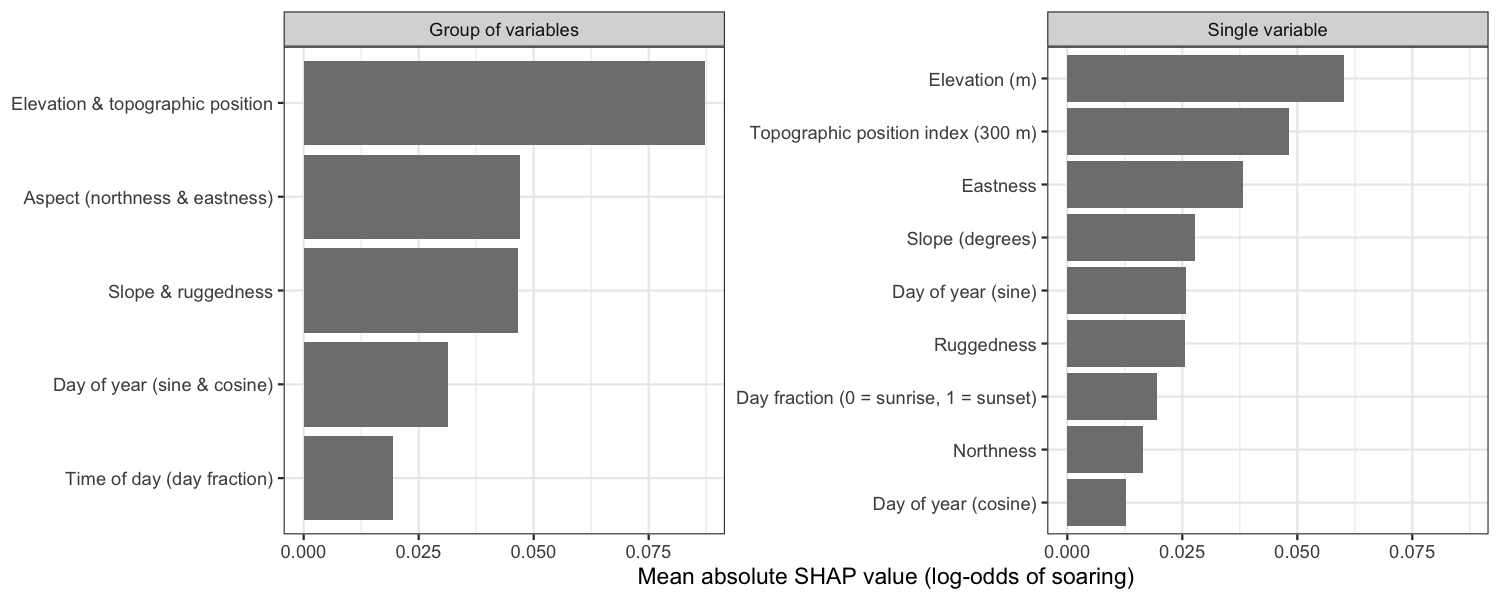 Group of variables
Elevation & topographic position
Aspect (northness & eastness)
Slope & ruggedness
Day of year (sine & cosine)
Time of day (day fraction)
0.000 0.025 0.050 0.075
Single variable
Elevation (m)
Topographic position index (300 m)
Eastness
Slope (degrees)
Day of year (sine)
Ruggedness
Day fraction (0 = sunrise, 1 = sunset)
Northness
Day of year (cosine)
0.000 0.025 0.050 0.075
Mean absolute SHAP value (log-odds of soaring)